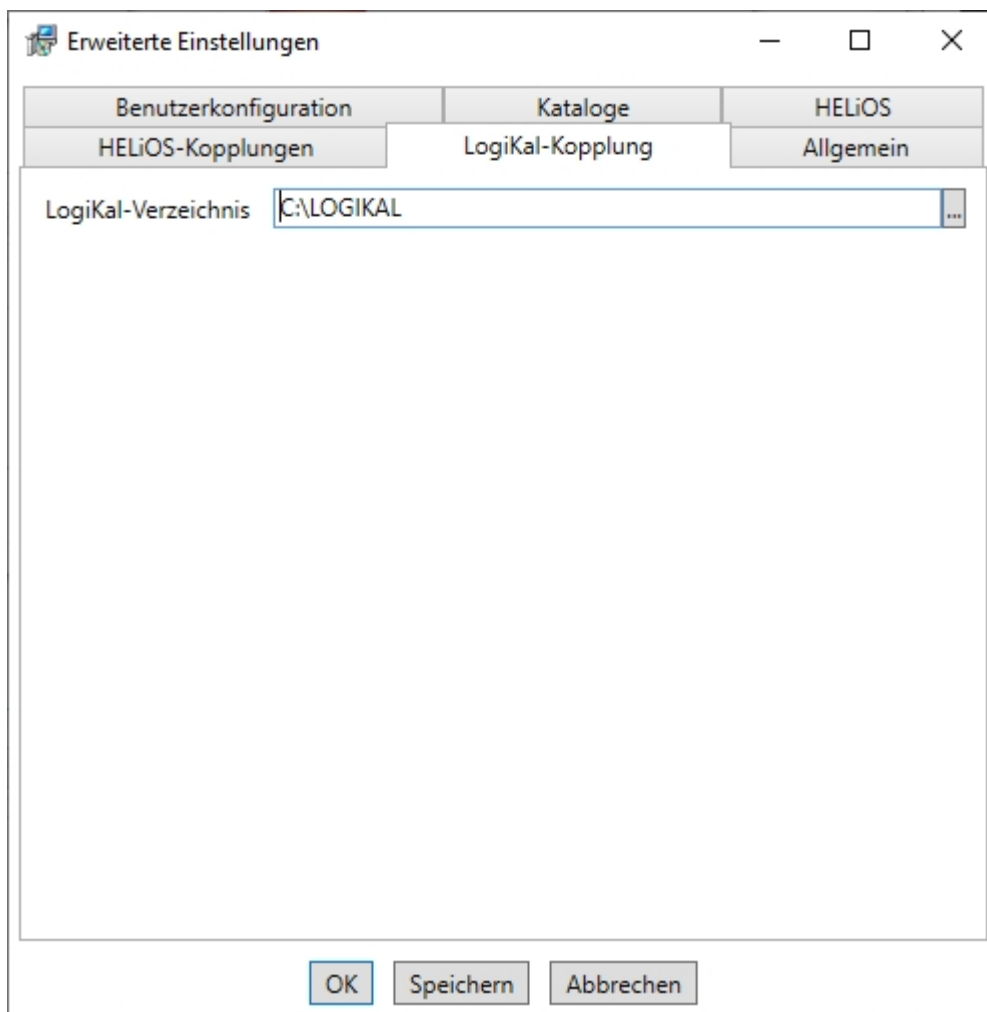 Erweiterte Einstellungen
Benutzerkonfiguration Kataloge HELiOS
HELiOS-Kopplungen LogiKal-Kopplung Allgemein
LogiKal-Verzeichnis C:\LOGIKAL ...
OK Speichern Abbrechen